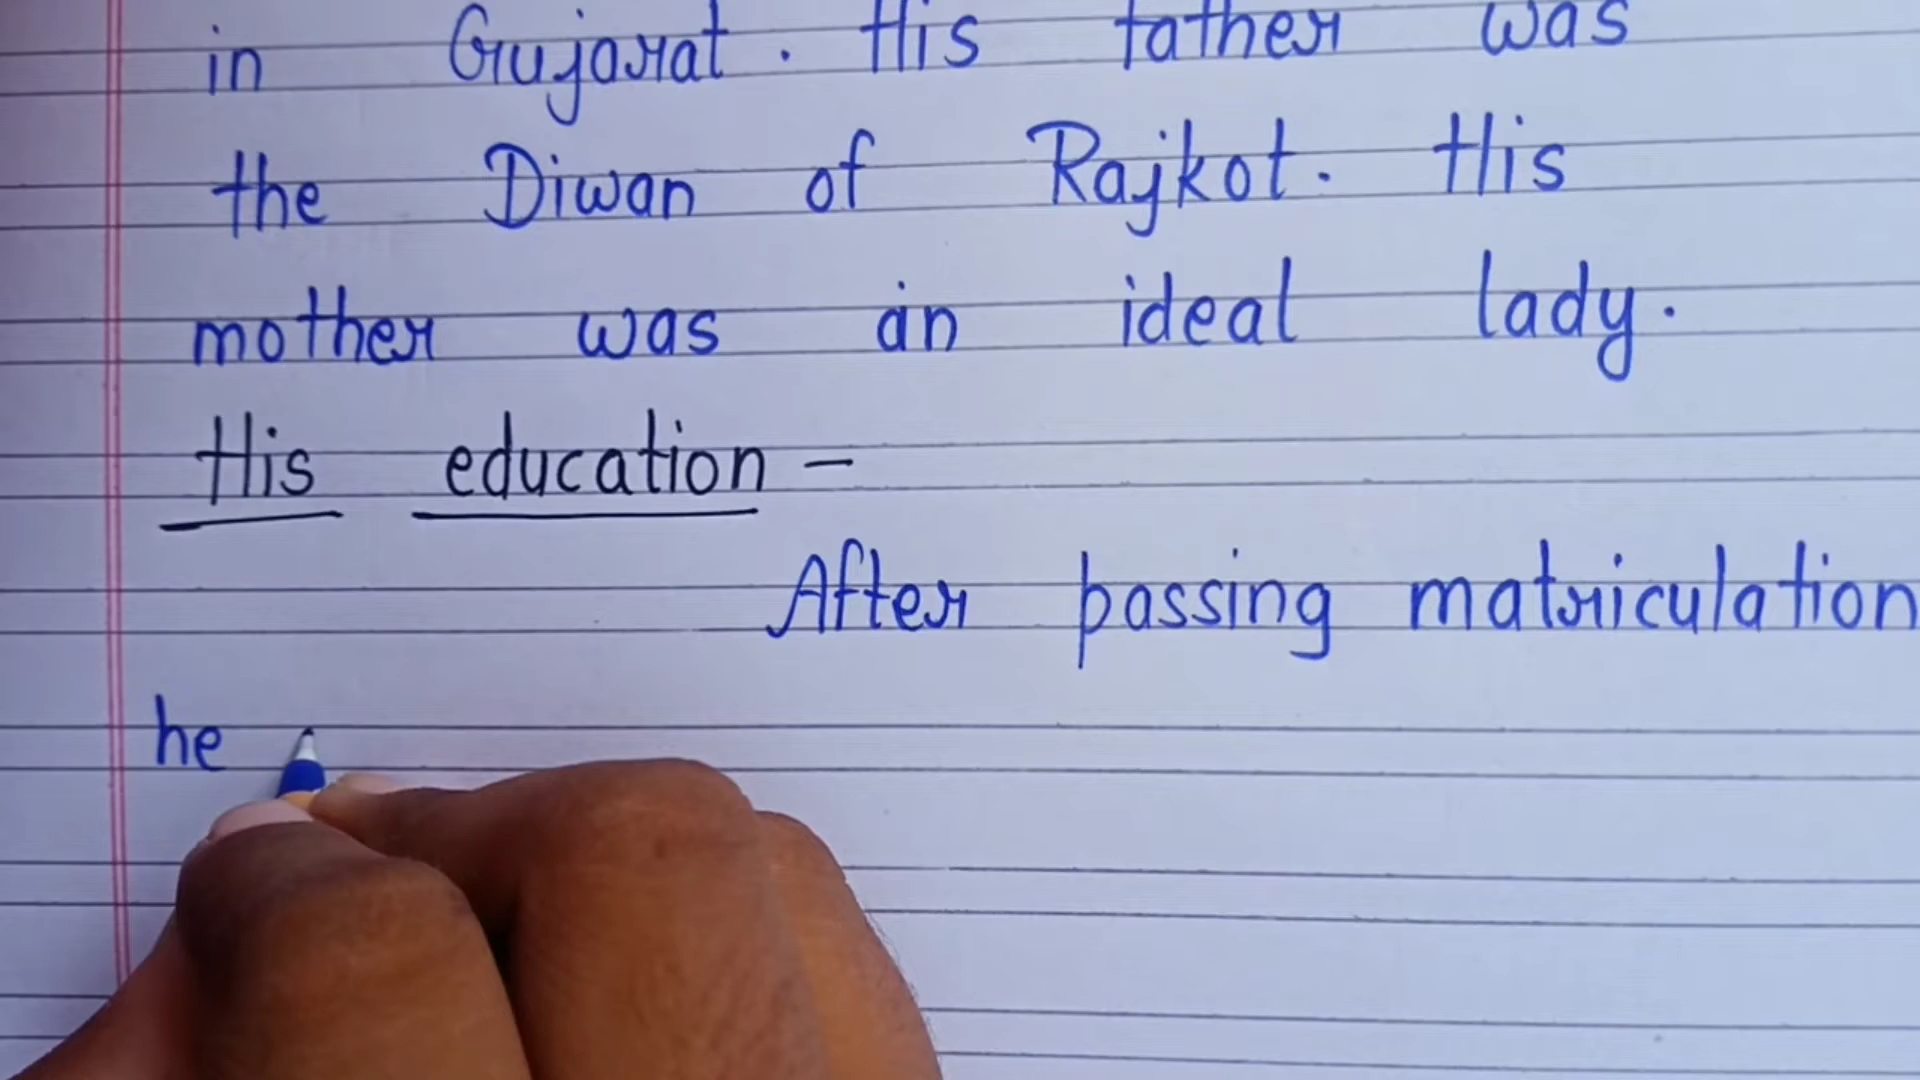 in Gujarat. His father was
the Diwan of Rajkot. His
mother was an ideal lady.
His education -
After passing matriculation
he